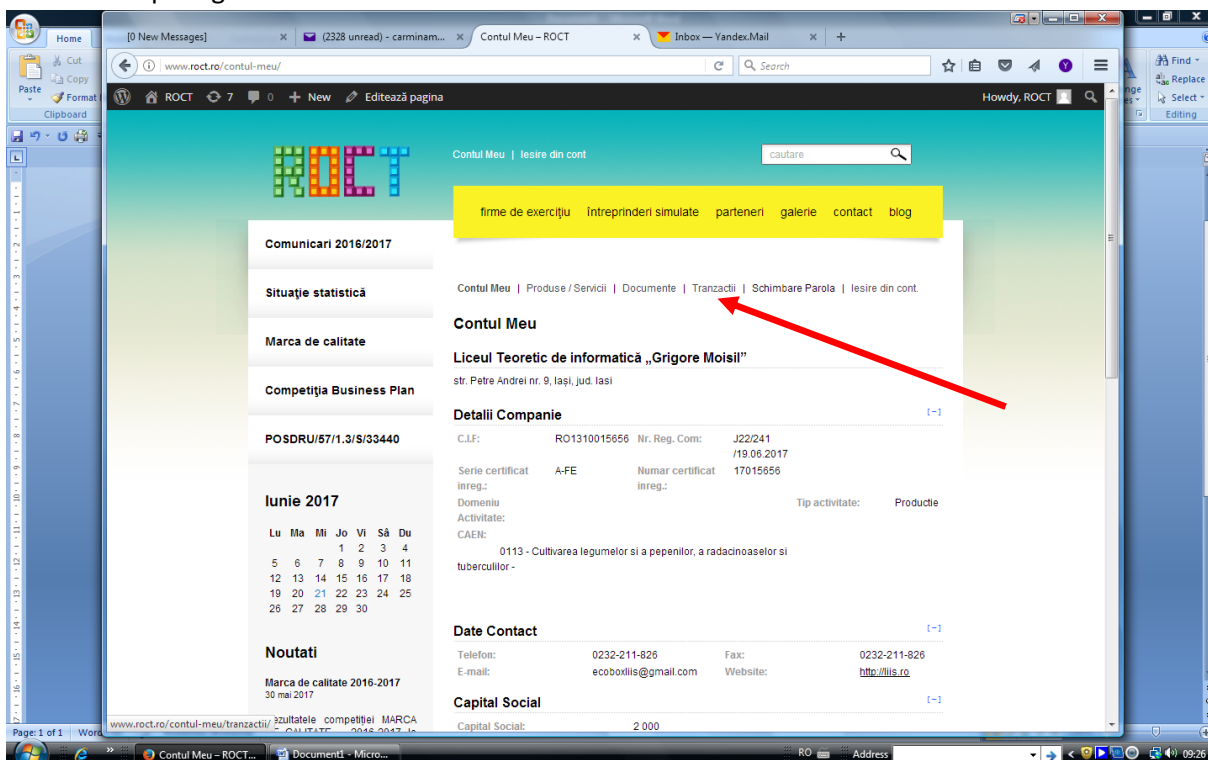 Home
Cut
Copy
Format
Paste
Clipboard
Find
Replace
Select
Editing
[0 New Messages]
(2328 unread) - carminam...
Contul Meu – ROCT
Inbox — Yandex.Mail
www.roct.ro/contul-meu/
Search
ROCT 7 0 + New Editează pagina
Howdy, ROCT
ROCT
Contul Meu | Iesire din cont
cautare
firme de exerciţiu întreprinderi simulate parteneri galerie contact blog
Comunicari 2016/2017
Situaţie statistică
Marca de calitate
Competiţia Business Plan
POSDRU/57/1.3/S/33440
Iunie 2017
Lu Ma Mi Jo Vi Sâ Du
1 2 3 4
5 6 7 8 9 10 11
12 13 14 15 16 17 18
19 20 21 22 23 24 25
26 27 28 29 30
Noutati
Marca de calitate 2016-2017
30 mai 2017
Contul Meu | Produse / Servicii | Documente | Tranzactii | Schimbare Parola | Iesire din cont.
Contul Meu
Liceul Teoretic de informatică „Grigore Moisil”
str. Petre Andrei nr. 9, Iași, jud. Iasi
Detalii Companie [-]
C.I.F: RO1310015656 Nr. Reg. Com: J22/241
/19.06.2017
Serie certificat A-FE Numar certificat 17015656
inreg.: inreg.:
Domeniu Tip activitate: Productie
Activitate:
CAEN:
0113 - Cultivarea legumelor si a pepenilor, a radacinoaselor si
tuberculilor -
Date Contact [-]
Telefon: 0232-211-826 Fax: 0232-211-826
E-mail: ecoboxliis@gmail.com Website: http://liis.ro
Capital Social [-]
Capital Social: 2 000
www.roct.ro/contul-meu/tranzactii/
ezultatele competiției MARCA
Page: 1 of 1
Contul Meu – ROCT...
Document1 - Micro...
RO
Address
09:26